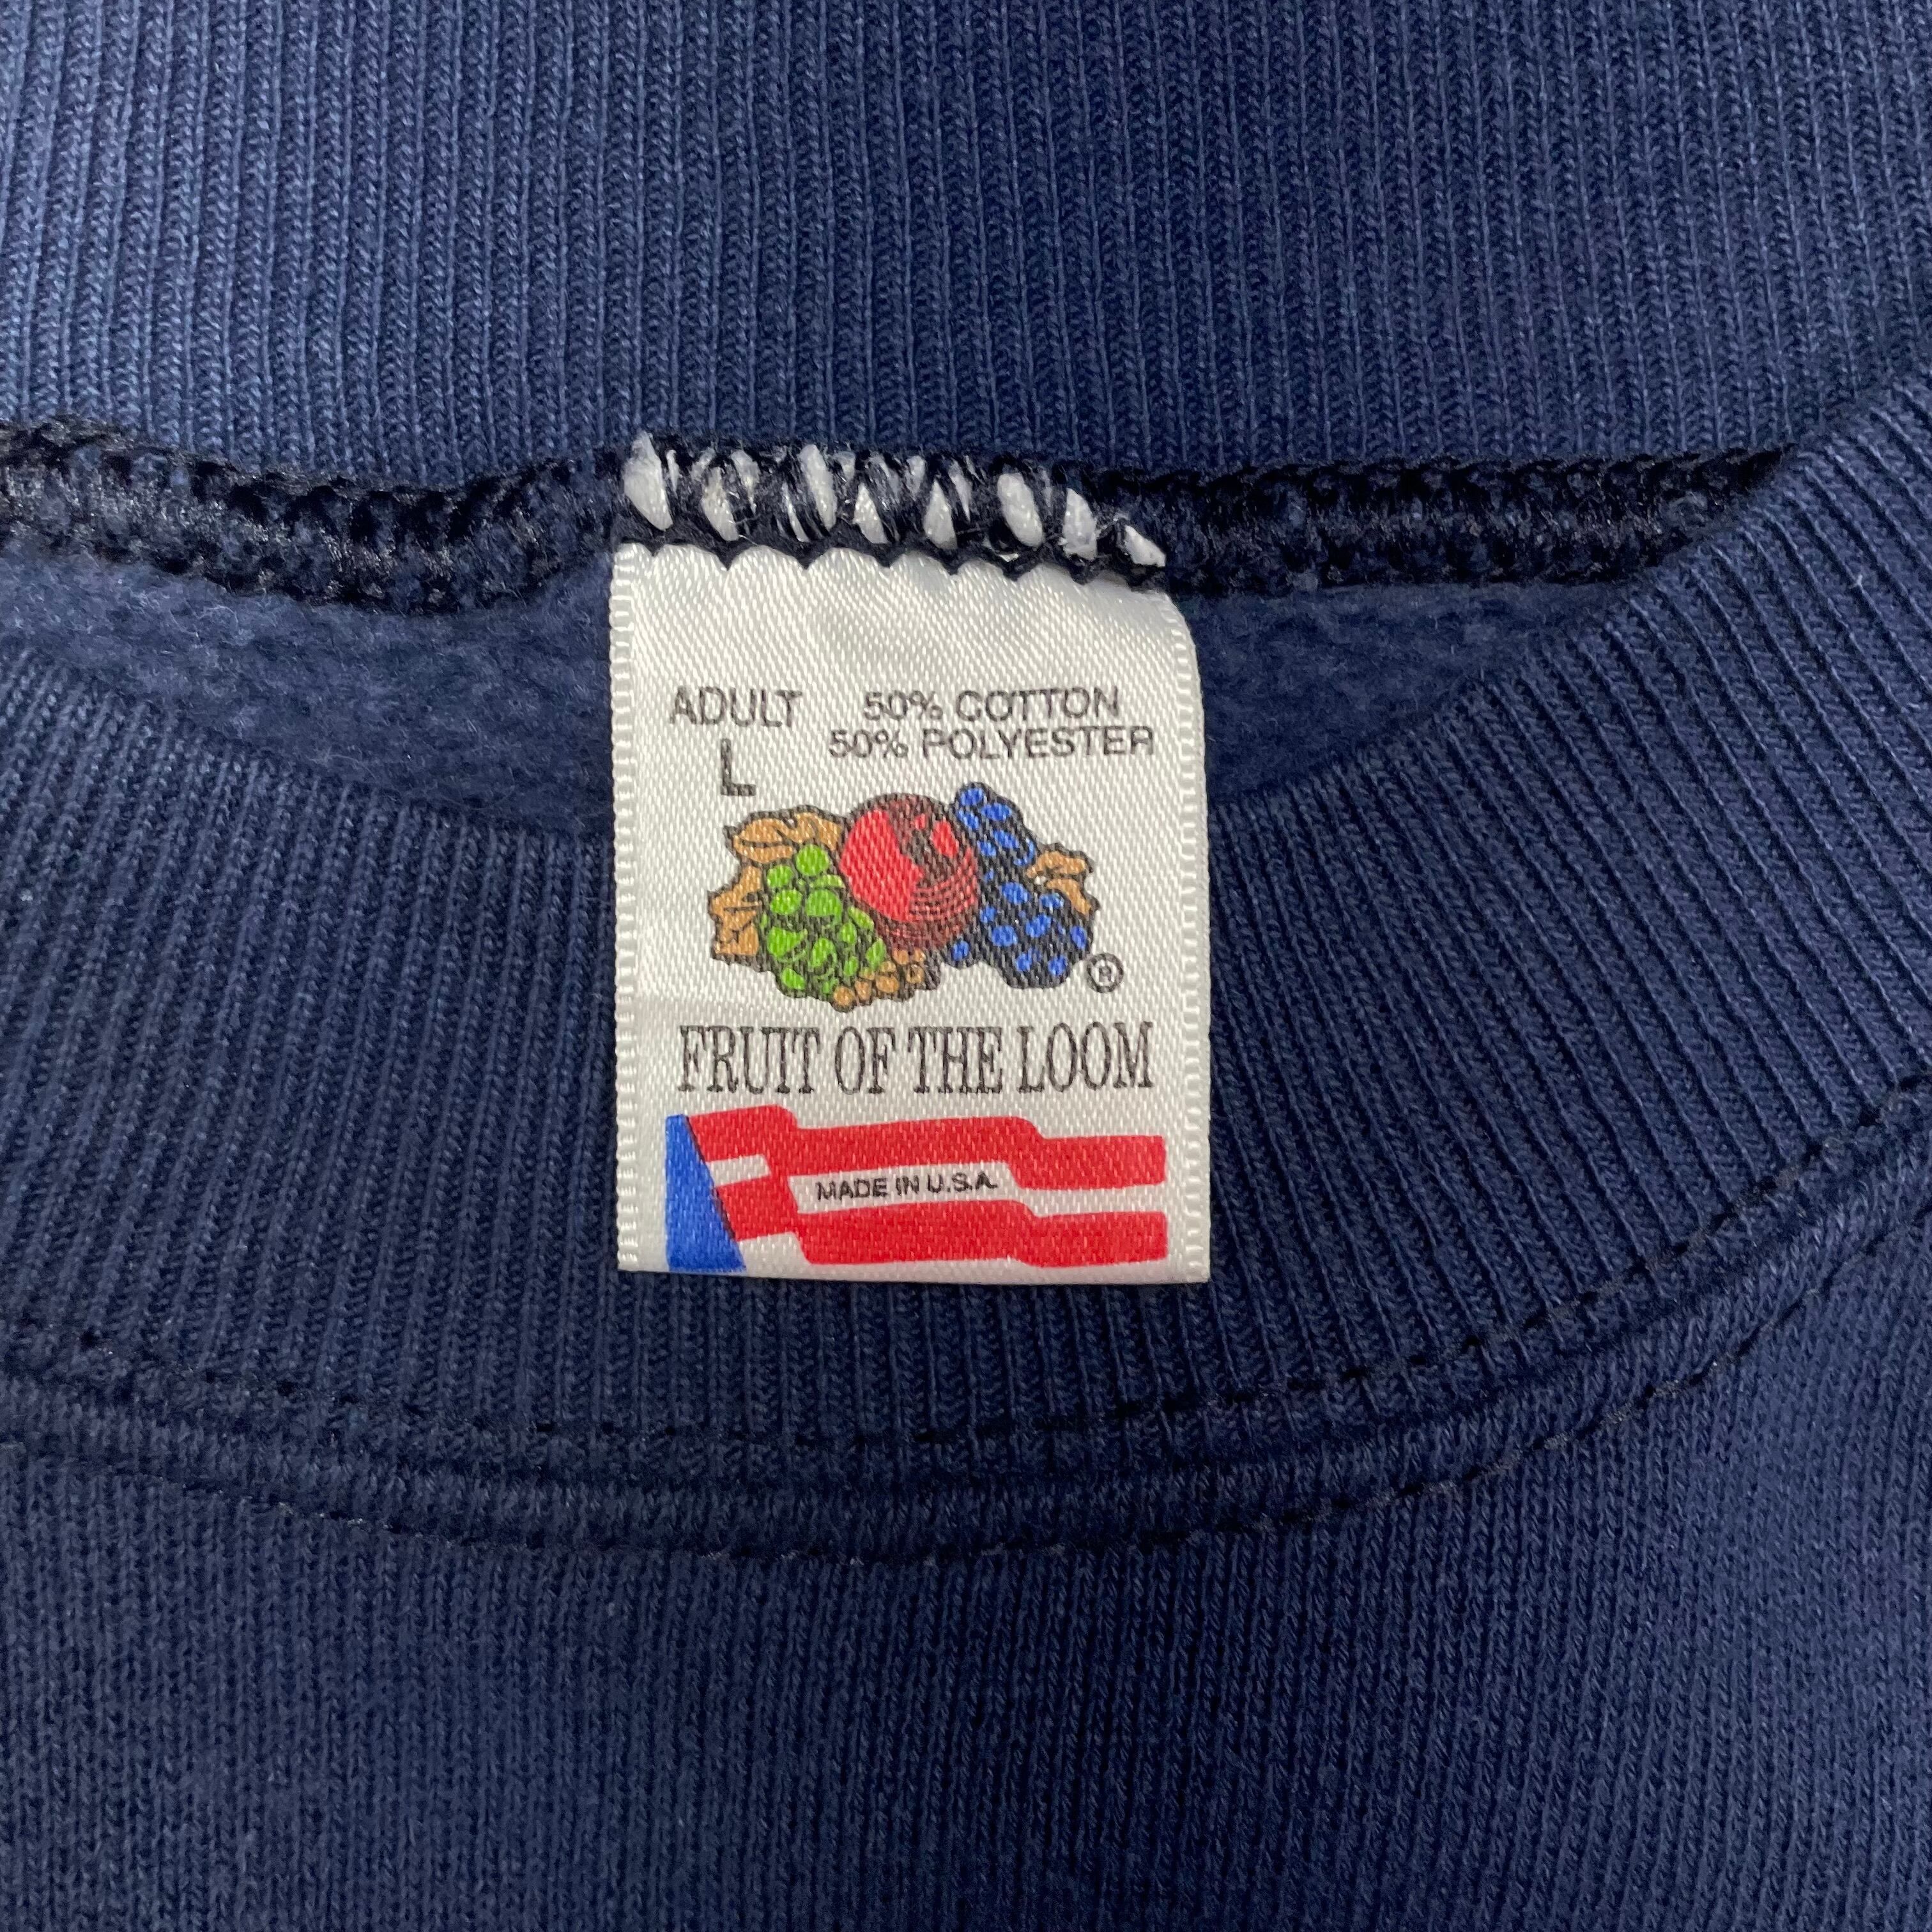 ADULT
L
50% COTTON
50% POLYESTER
®
FRUIT OF THE LOOM
MADE IN U.S.A.